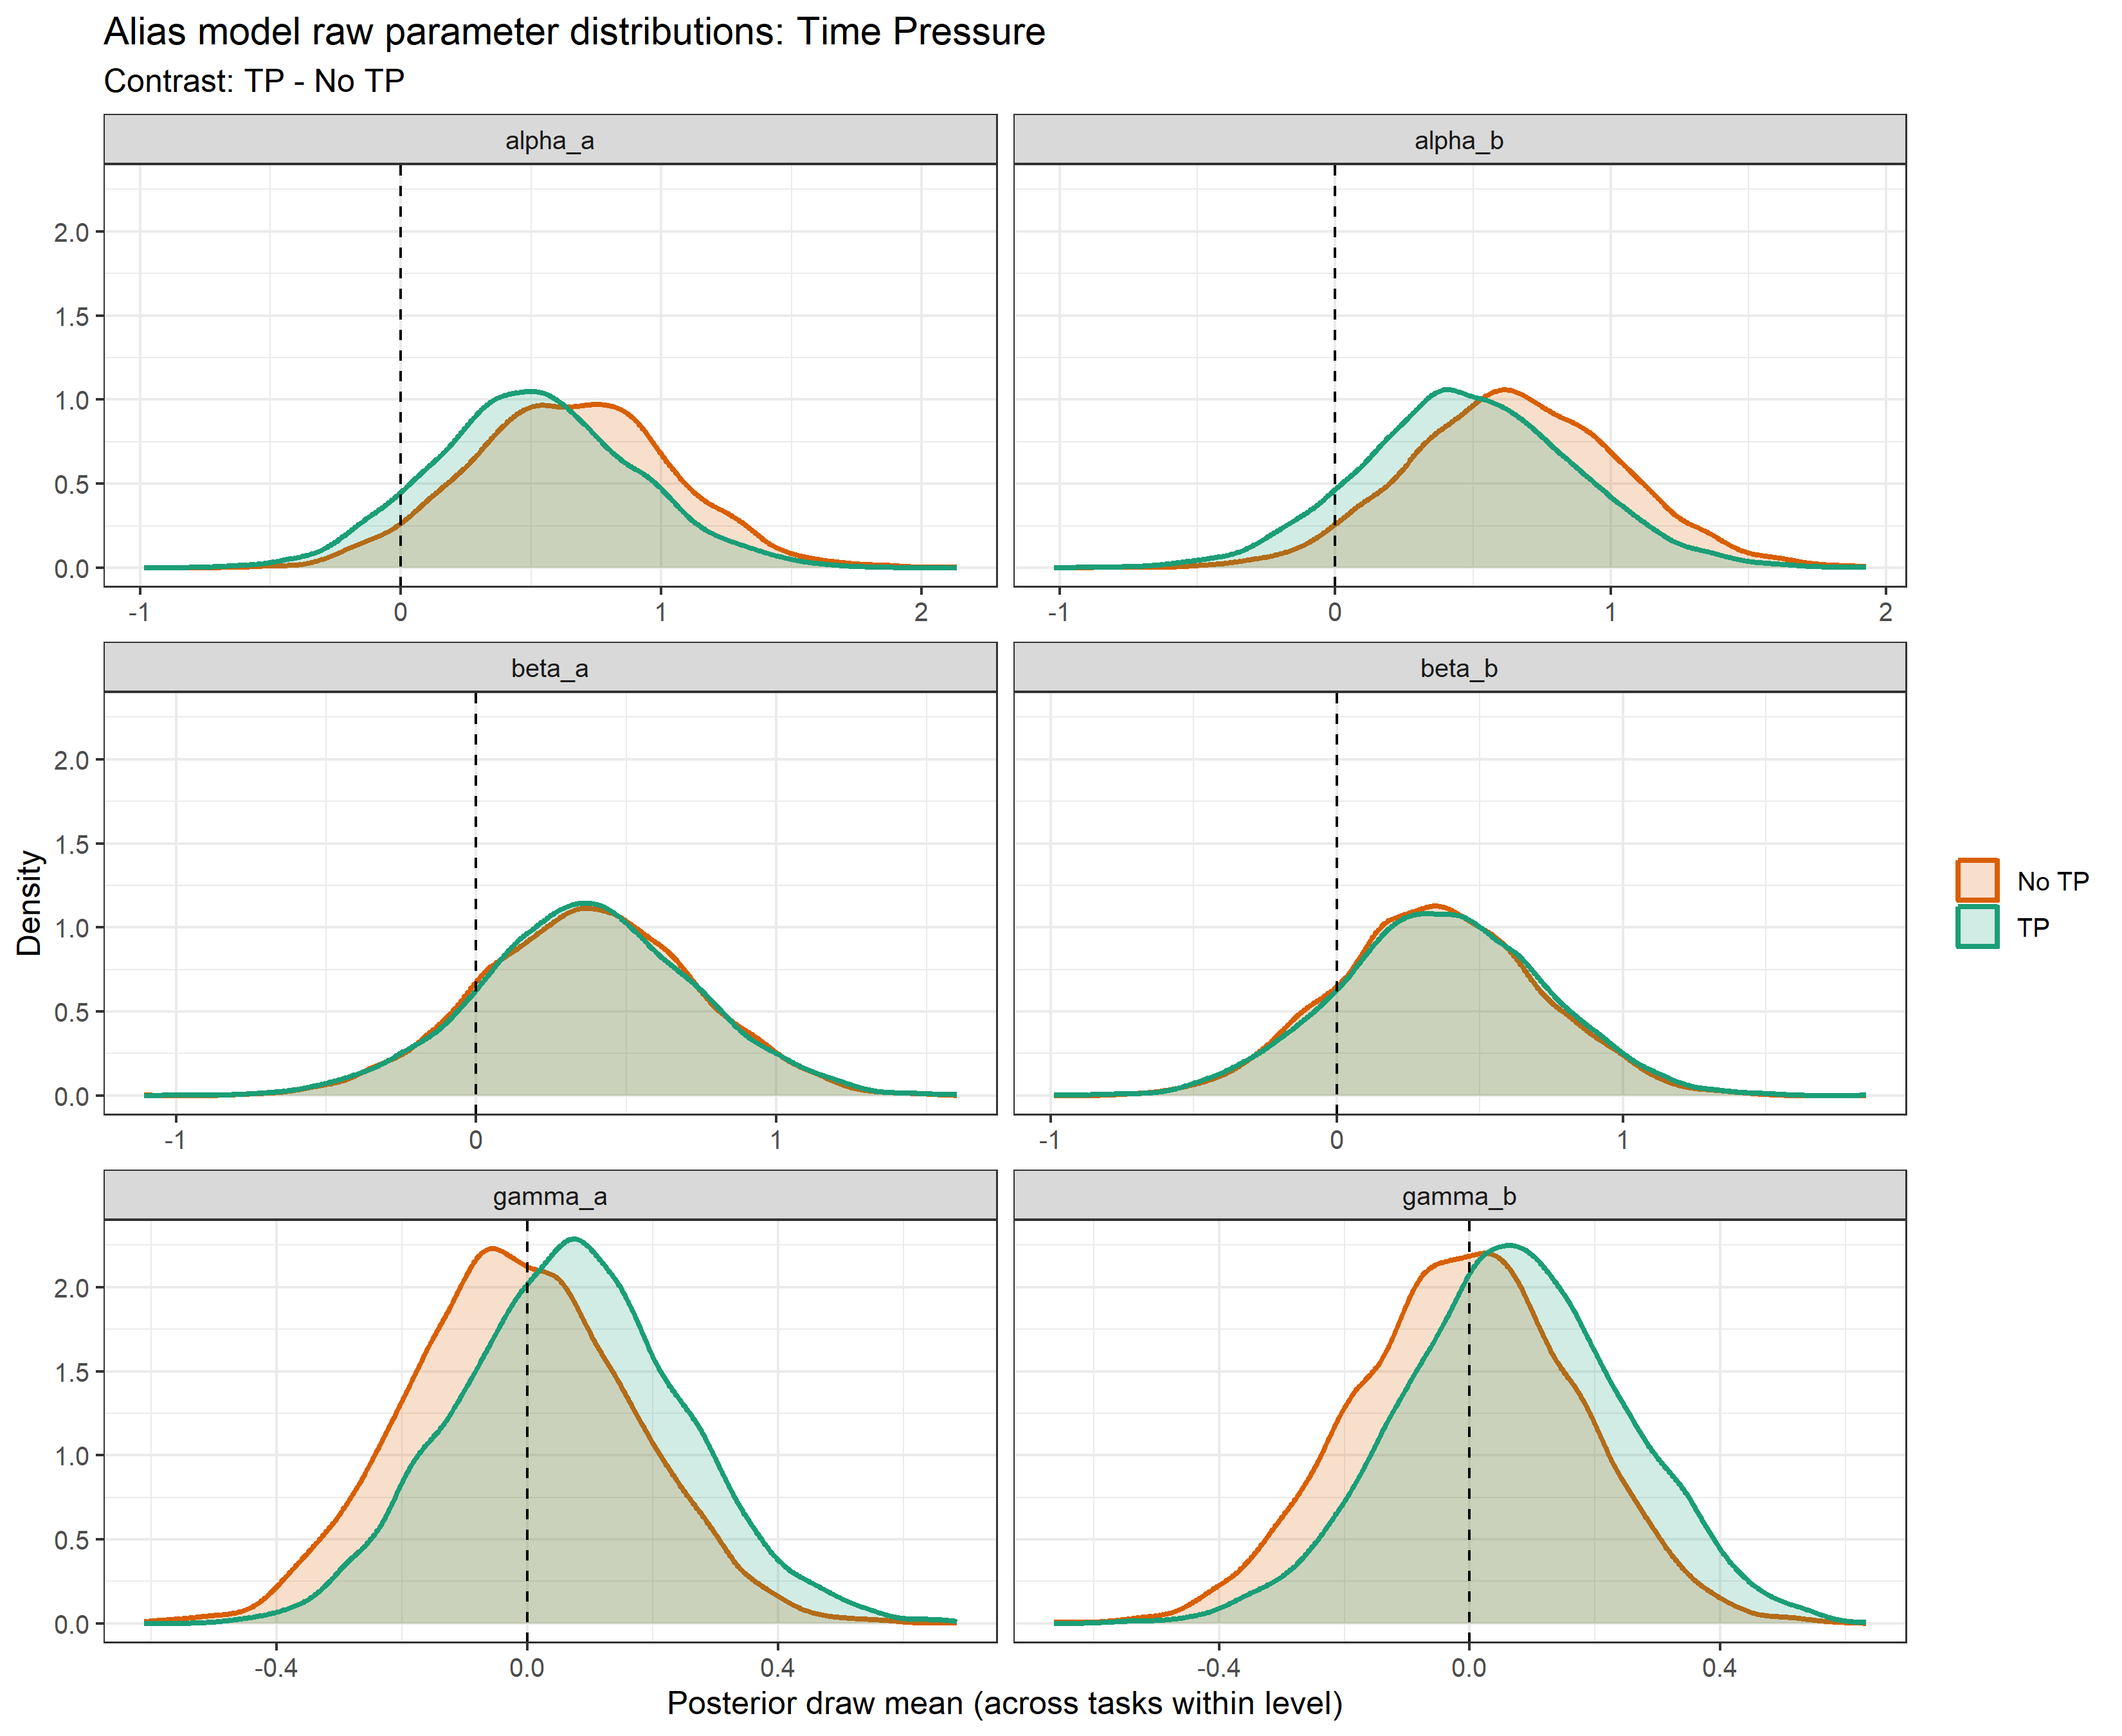 Alias model raw parameter distributions: Time Pressure
Contrast: TP - No TP
alpha_a
alpha_b
2.0
1.5
1.0
0.5
0.0
-1
0
1
2
-1
0
1
2
beta_a
beta_b
2.0
1.5
1.0
0.5
0.0
-1
0
1
-1
0
1
Density
No TP
TP
gamma_a
gamma_b
2.0
1.5
1.0
0.5
0.0
-0.4
0.0
0.4
-0.4
0.0
0.4
Posterior draw mean (across tasks within level)